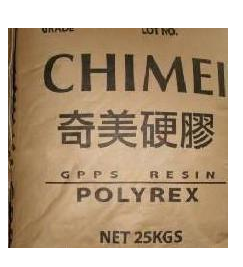 GRADE LOT NO.
CHIMEI
奇美硬膠
GPPS RESIN
POLYREX
NET 25KGS